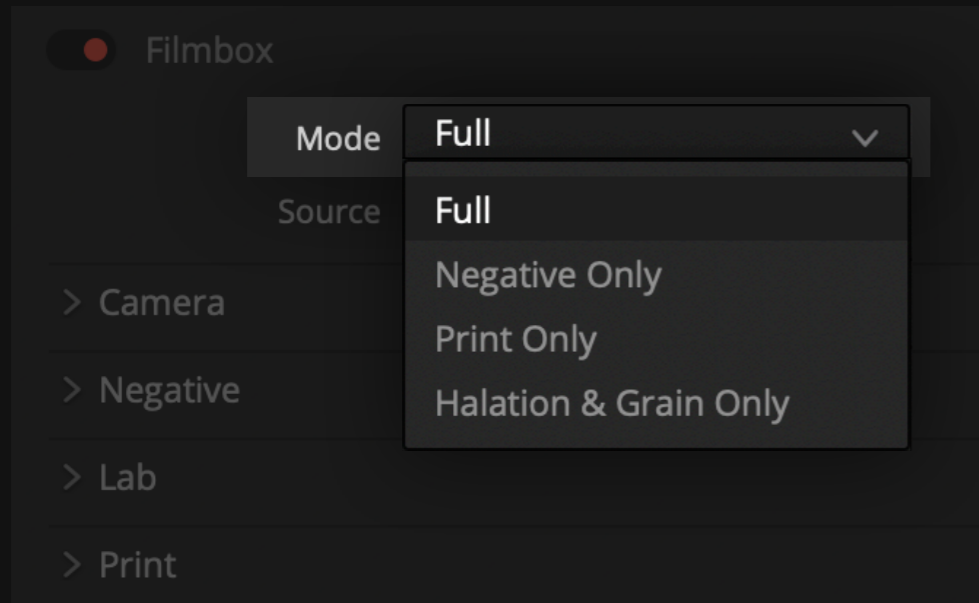 Filmbox
Mode Full
Source Full
Negative Only
Camera
Print Only
Negative
Halation & Grain Only
Lab
Print